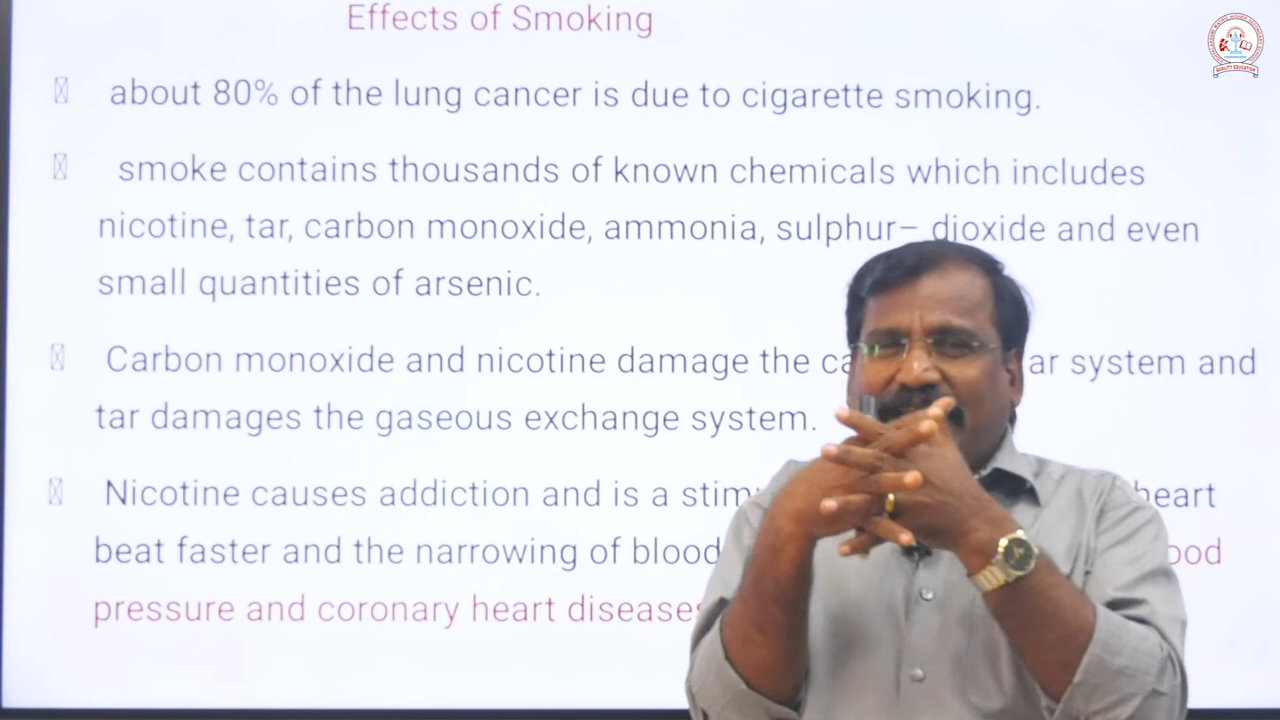 Effects of Smoking
about 80% of the lung cancer is due to cigarette smoking.
smoke contains thousands of known chemicals which includes
nicotine, tar, carbon monoxide, ammonia, sulphur– dioxide and even
small quantities of arsenic.
Carbon monoxide and nicotine damage the ca ar system and
tar damages the gaseous exchange system.
Nicotine causes addiction and is a stim heart
beat faster and the narrowing of blood ood
pressure and coronary heart diseases
QUALITY EDUCATION